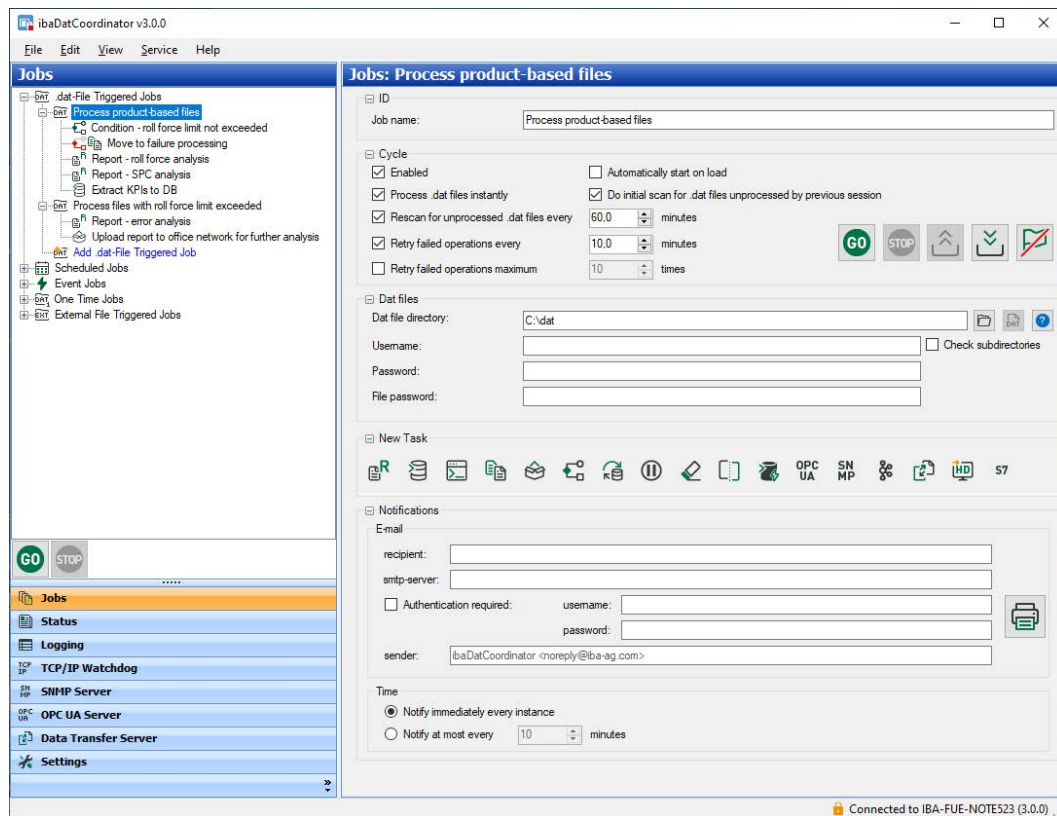 ibaDatCoordinator v3.0.0
File Edit View Service Help
Jobs
.dat-File Triggered Jobs
Process product-based files
Condition - roll force limit not exceeded
Move to failure processing
Report - roll force analysis
Report - SPC analysis
Extract KPIs to DB
Process files with roll force limit exceeded
Report - error analysis
Upload report to office network for further analysis
Add .dat-File Triggered Job
Scheduled Jobs
Event Jobs
One Time Jobs
External File Triggered Jobs
GO STOP
Jobs
Status
Logging
TCP/IP Watchdog
SNMP Server
OPC UA Server
Data Transfer Server
Settings
Jobs: Process product-based files
ID
Job name: Process product-based files
Cycle
Enabled Automatically start on load
Process .dat files instantly Do initial scan for .dat files unprocessed by previous session
Rescan for unprocessed .dat files every 60,0 minutes
Retry failed operations every 10,0 minutes
GO STOP
Retry failed operations maximum 10 times
Dat files
Dat file directory: C:\dat
Username: Check subdirectories
Password:
File password:
New Task
R OPC UA SN MP HD S7
Notifications
E-mail
recipient:
smtp-server:
Authentication required: username:
password:
sender: ibaDatCoordinator <noreply@iba-ag.com>
Time
Notify immediately every instance
Notify at most every 10 minutes
Connected to IBA-FUE-NOTE523 (3.0.0)